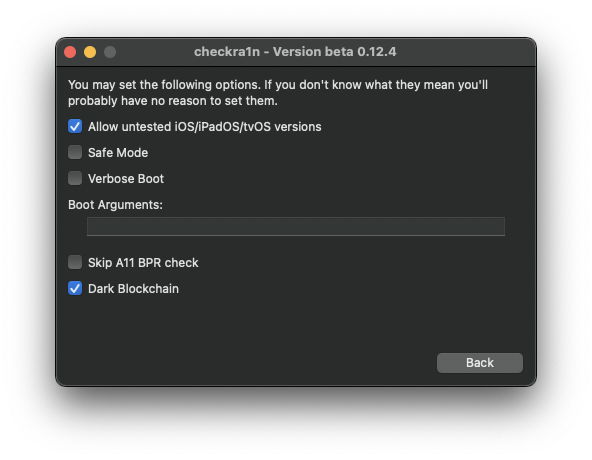 checkra1n - Version beta 0.12.4
You may set the following options. If you don't know what they mean you'll
probably have no reason to set them.
Allow untested iOS/iPadOS/tvOS versions
Safe Mode
Verbose Boot
Boot Arguments:
Skip A11 BPR check
Dark Blockchain
Back